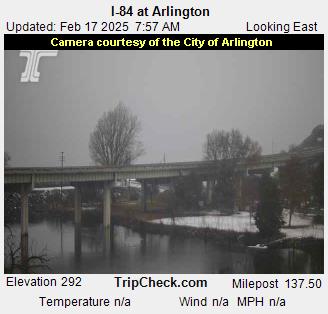 I-84 at Arlington
Updated: Feb 17 2025 7:57 AM Looking East
Camera courtesy of the City of Arlington
Elevation 292 TripCheck.com Milepost 137.50
Temperature n/a Wind n/a MPH n/a